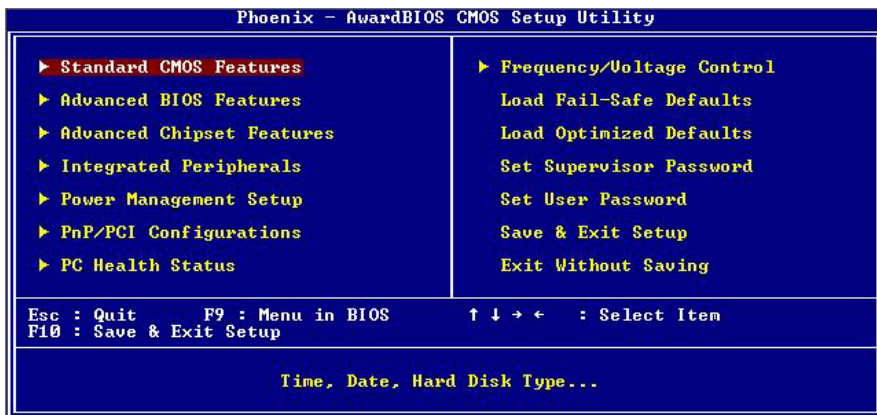 Phoenix - AwardBIOS CMOS Setup Utility
▶ Standard CMOS Features
▶ Advanced BIOS Features
▶ Advanced Chipset Features
▶ Integrated Peripherals
▶ Power Management Setup
▶ PnP/PCI Configurations
▶ PC Health Status
▶ Frequency/Voltage Control
Load Fail-Safe Defaults
Load Optimized Defaults
Set Supervisor Password
Set User Password
Save & Exit Setup
Exit Without Saving
Esc : Quit F9 : Menu in BIOS ↑ ↓ → ← : Select Item
F10 : Save & Exit Setup
Time, Date, Hard Disk Type...